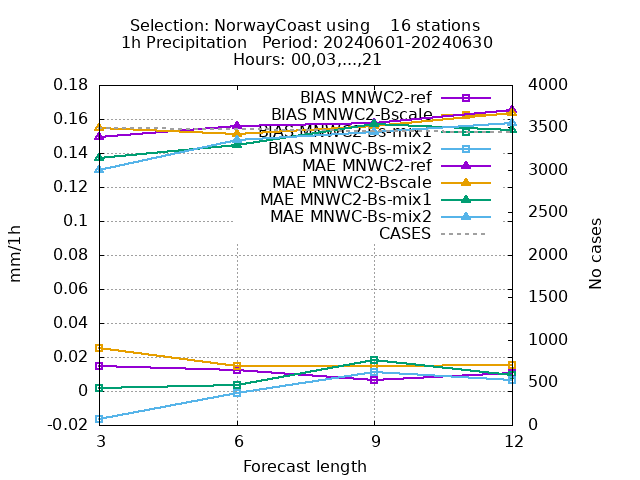 Selection: NorwayCoast using    16 stations
1h Precipitation   Period: 20240601-20240630
Hours: 00,03,...,21
0.18
0.16
0.14
0.12
0.1
0.08
0.06
0.04
0.02
0
-0.02
mm/1h
BIAS MNWC2-ref
BIAS MNWC2-Bscale
BIAS MNWC2-Bs-mix1
BIAS MNWC-Bs-mix2
MAE MNWC2-ref
MAE MNWC2-Bscale
MAE MNWC2-Bs-mix1
MAE MNWC-Bs-mix2
CASES
4000
3500
3000
2500
2000
1500
1000
500
0
No cases
3 6 9 12
Forecast length